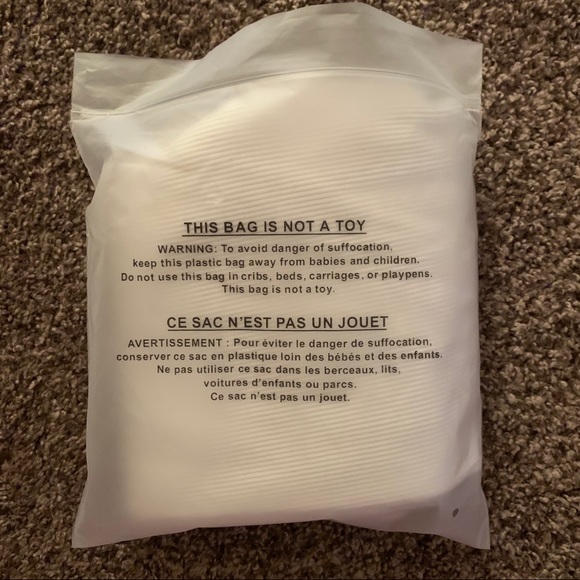 THIS BAG IS NOT A TOY
WARNING: To avoid danger of suffocation,
keep this plastic bag away from babies and children.
Do not use this bag in cribs, beds, carriages, or playpens.
This bag is not a toy.
CE SAC N'EST PAS UN JOUET
AVERTISSEMENT : Pour éviter le danger de suffocation,
conserver ce sac en plastique loin des bébés et des enfants.
Ne pas utiliser ce sac dans les berceaux, lits,
voitures d'enfants ou parcs.
Ce sac n'est pas un jouet.